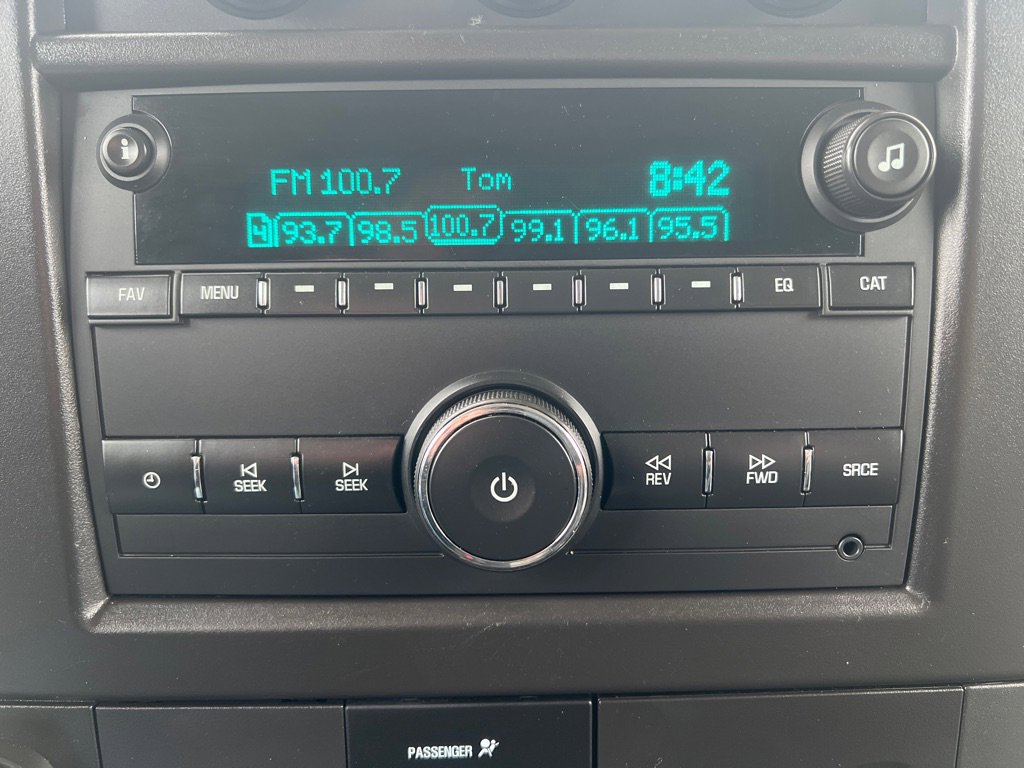 i
FM 100.7 Tom 8:42
4 93.7 98.5 100.7 99.1 96.1 95.5
FAV MENU EQ CAT
SEEK SEEK REV FWD SRCE
PASSENGER